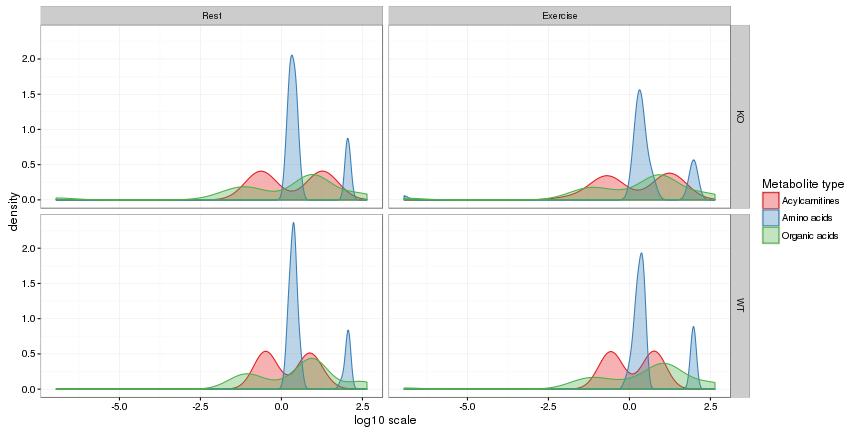 Rest
Exercise
2.0
1.5
1.0
0.5
0.0
KO
density
2.0
1.5
1.0
0.5
0.0
WT
-5.0
-2.5
0.0
2.5
-5.0
-2.5
0.0
2.5
log10 scale
Metabolite type
Acylcarnitines
Amino acids
Organic acids